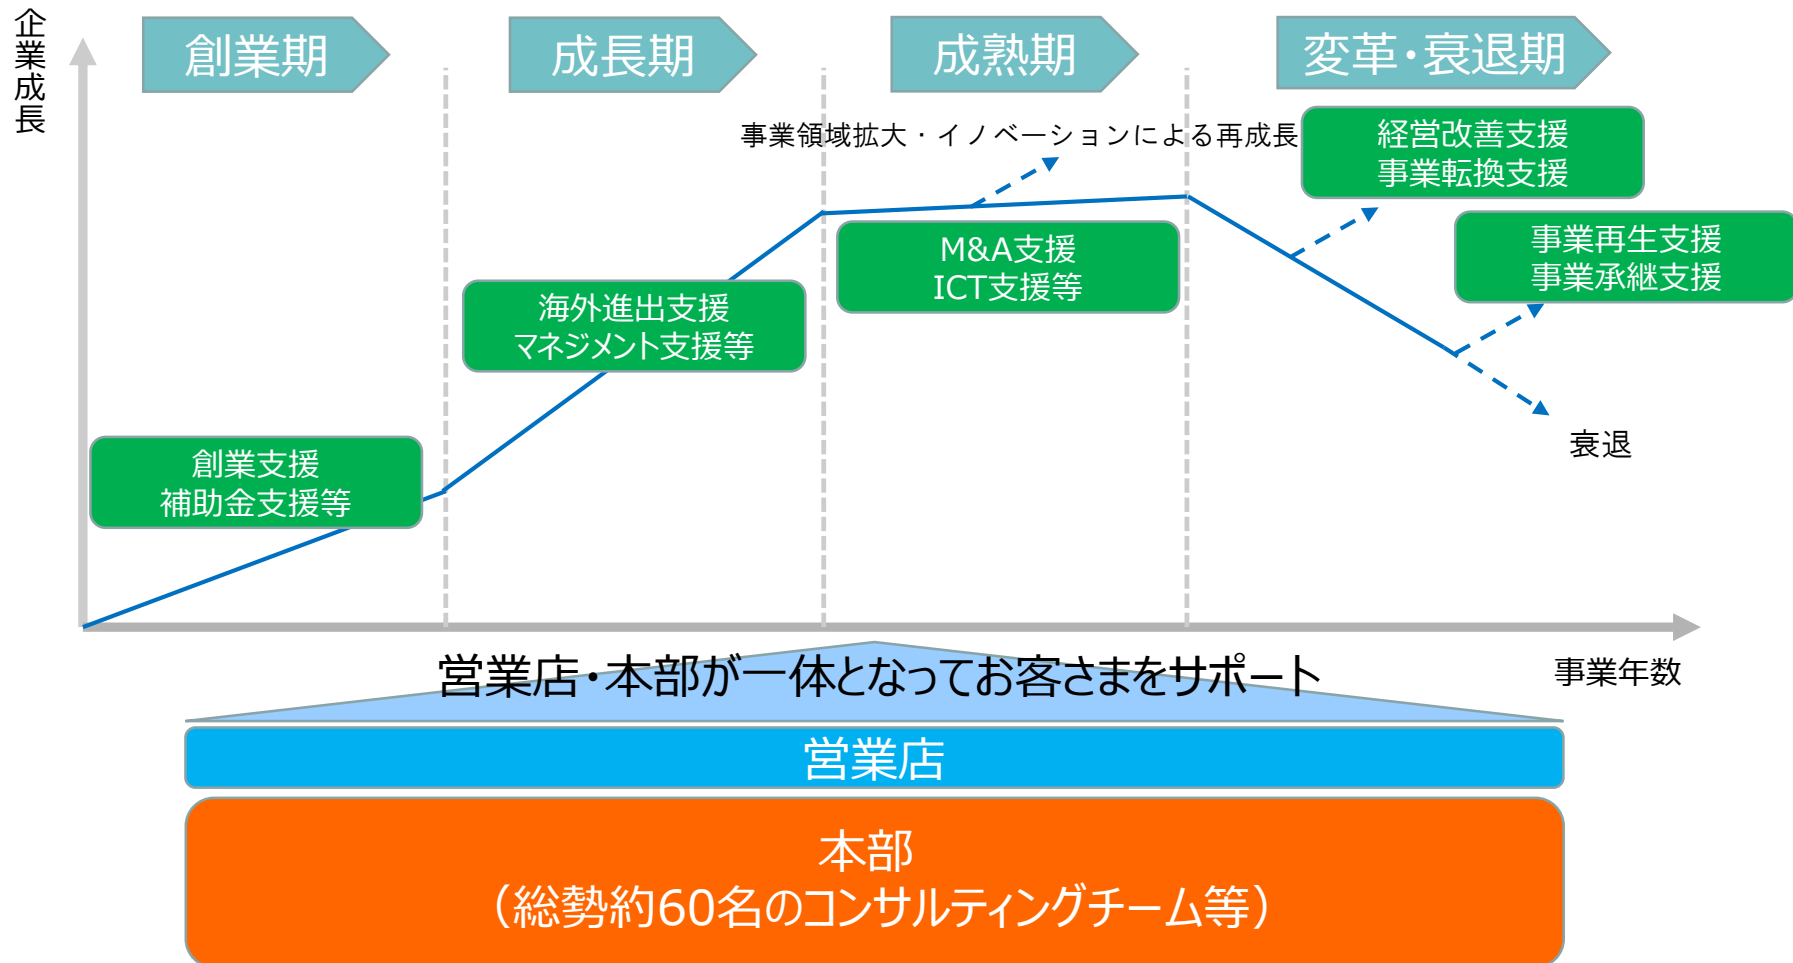 企業成長
創業期
成長期
成熟期
変革・衰退期
事業領域拡大・イノベーションによる再成長
経営改善支援
事業転換支援
事業再生支援
事業承継支援
M&A支援
ICT支援等
海外進出支援
マネジメント支援等
創業支援
補助金支援等
衰退
事業年数
営業店・本部が一体となってお客さまをサポート
営業店
本部
（総勢約60名のコンサルティングチーム等）